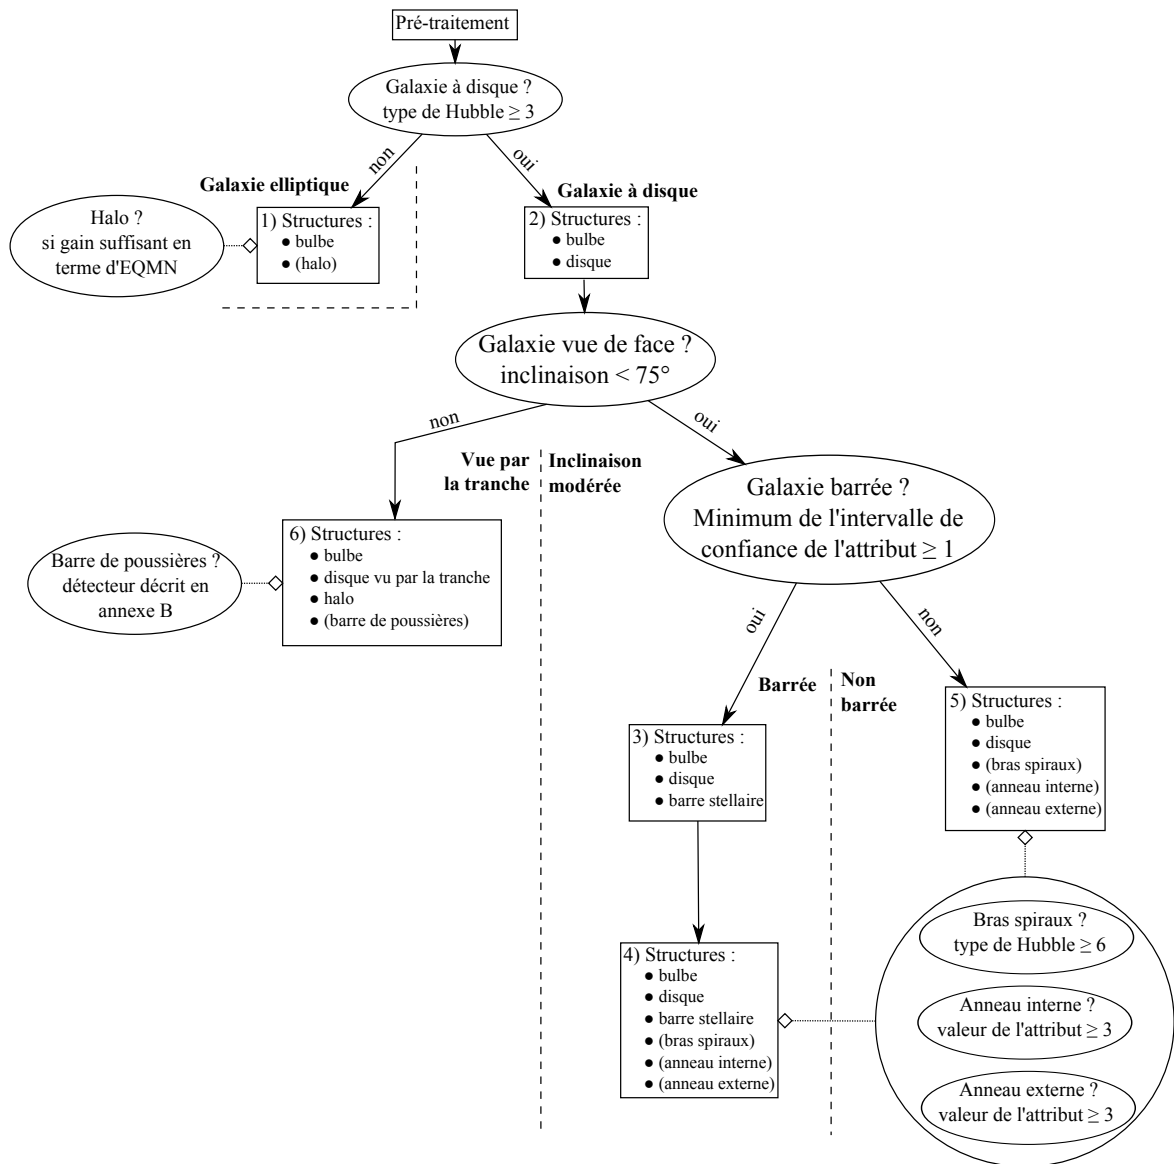 Pré-traitement
Galaxie à disque ?
type de Hubble ≥ 3
non
oui
Galaxie elliptique
Galaxie à disque
Halo ?
si gain suffisant en
terme d'EQMN
1) Structures :
● bulbe
● (halo)
2) Structures :
● bulbe
● disque
Galaxie vue de face ?
inclinaison < 75°
non
oui
Vue par
la tranche
Inclinaison
modérée
Galaxie barrée ?
Minimum de l'intervalle de
confiance de l'attribut ≥ 1
Barre de poussières ?
détecteur décrit en
annexe B
6) Structures :
● bulbe
● disque vu par la tranche
● halo
● (barre de poussières)
oui
non
Barrée
Non
barrée
3) Structures :
● bulbe
● disque
● barre stellaire
5) Structures :
● bulbe
● disque
● (bras spiraux)
● (anneau interne)
● (anneau externe)
4) Structures :
● bulbe
● disque
● barre stellaire
● (bras spiraux)
● (anneau interne)
● (anneau externe)
Bras spiraux ?
type de Hubble ≥ 6
Anneau interne ?
valeur de l'attribut ≥ 3
Anneau externe ?
valeur de l'attribut ≥ 3